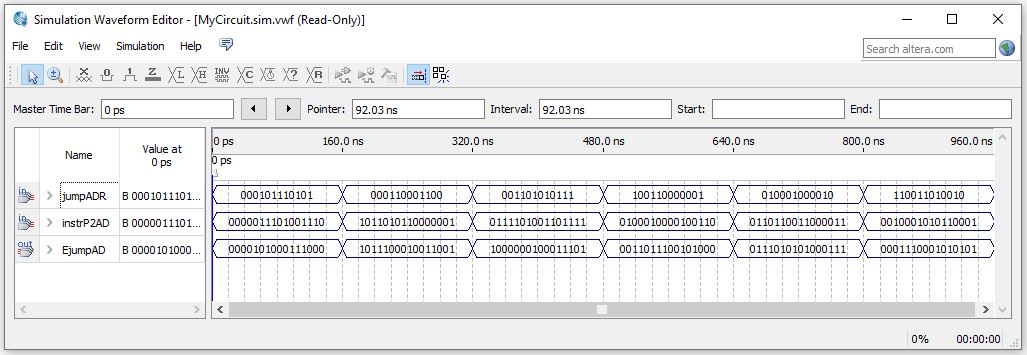 Simulation Waveform Editor - [MyCircuit.sim.vwf (Read-Only)]
File Edit View Simulation Help
Search altera.com
Master Time Bar: 0 ps Pointer: 92.03 ns Interval: 92.03 ns Start: End:
Name Value at 0 ps
0 ps 160.0 ns 320.0 ns 480.0 ns 640.0 ns 800.0 ns 960.0 ns
0 ps
in jumpADR B 0001011101... 000101110101 000110001100 001101010111 100110000001 010001000010 110011010010
in instrP2AD B 0000011101... 0000011101001110 1011010110000001 0111101001101111 0100100000100110 0110110011000011 0010001010110001
out EjumpAD B 0000101000... 0000101000111000 1011100010011001 1000000100011101 0011011100101000 0111101010100111 0001110001010101
0% 00:00:00